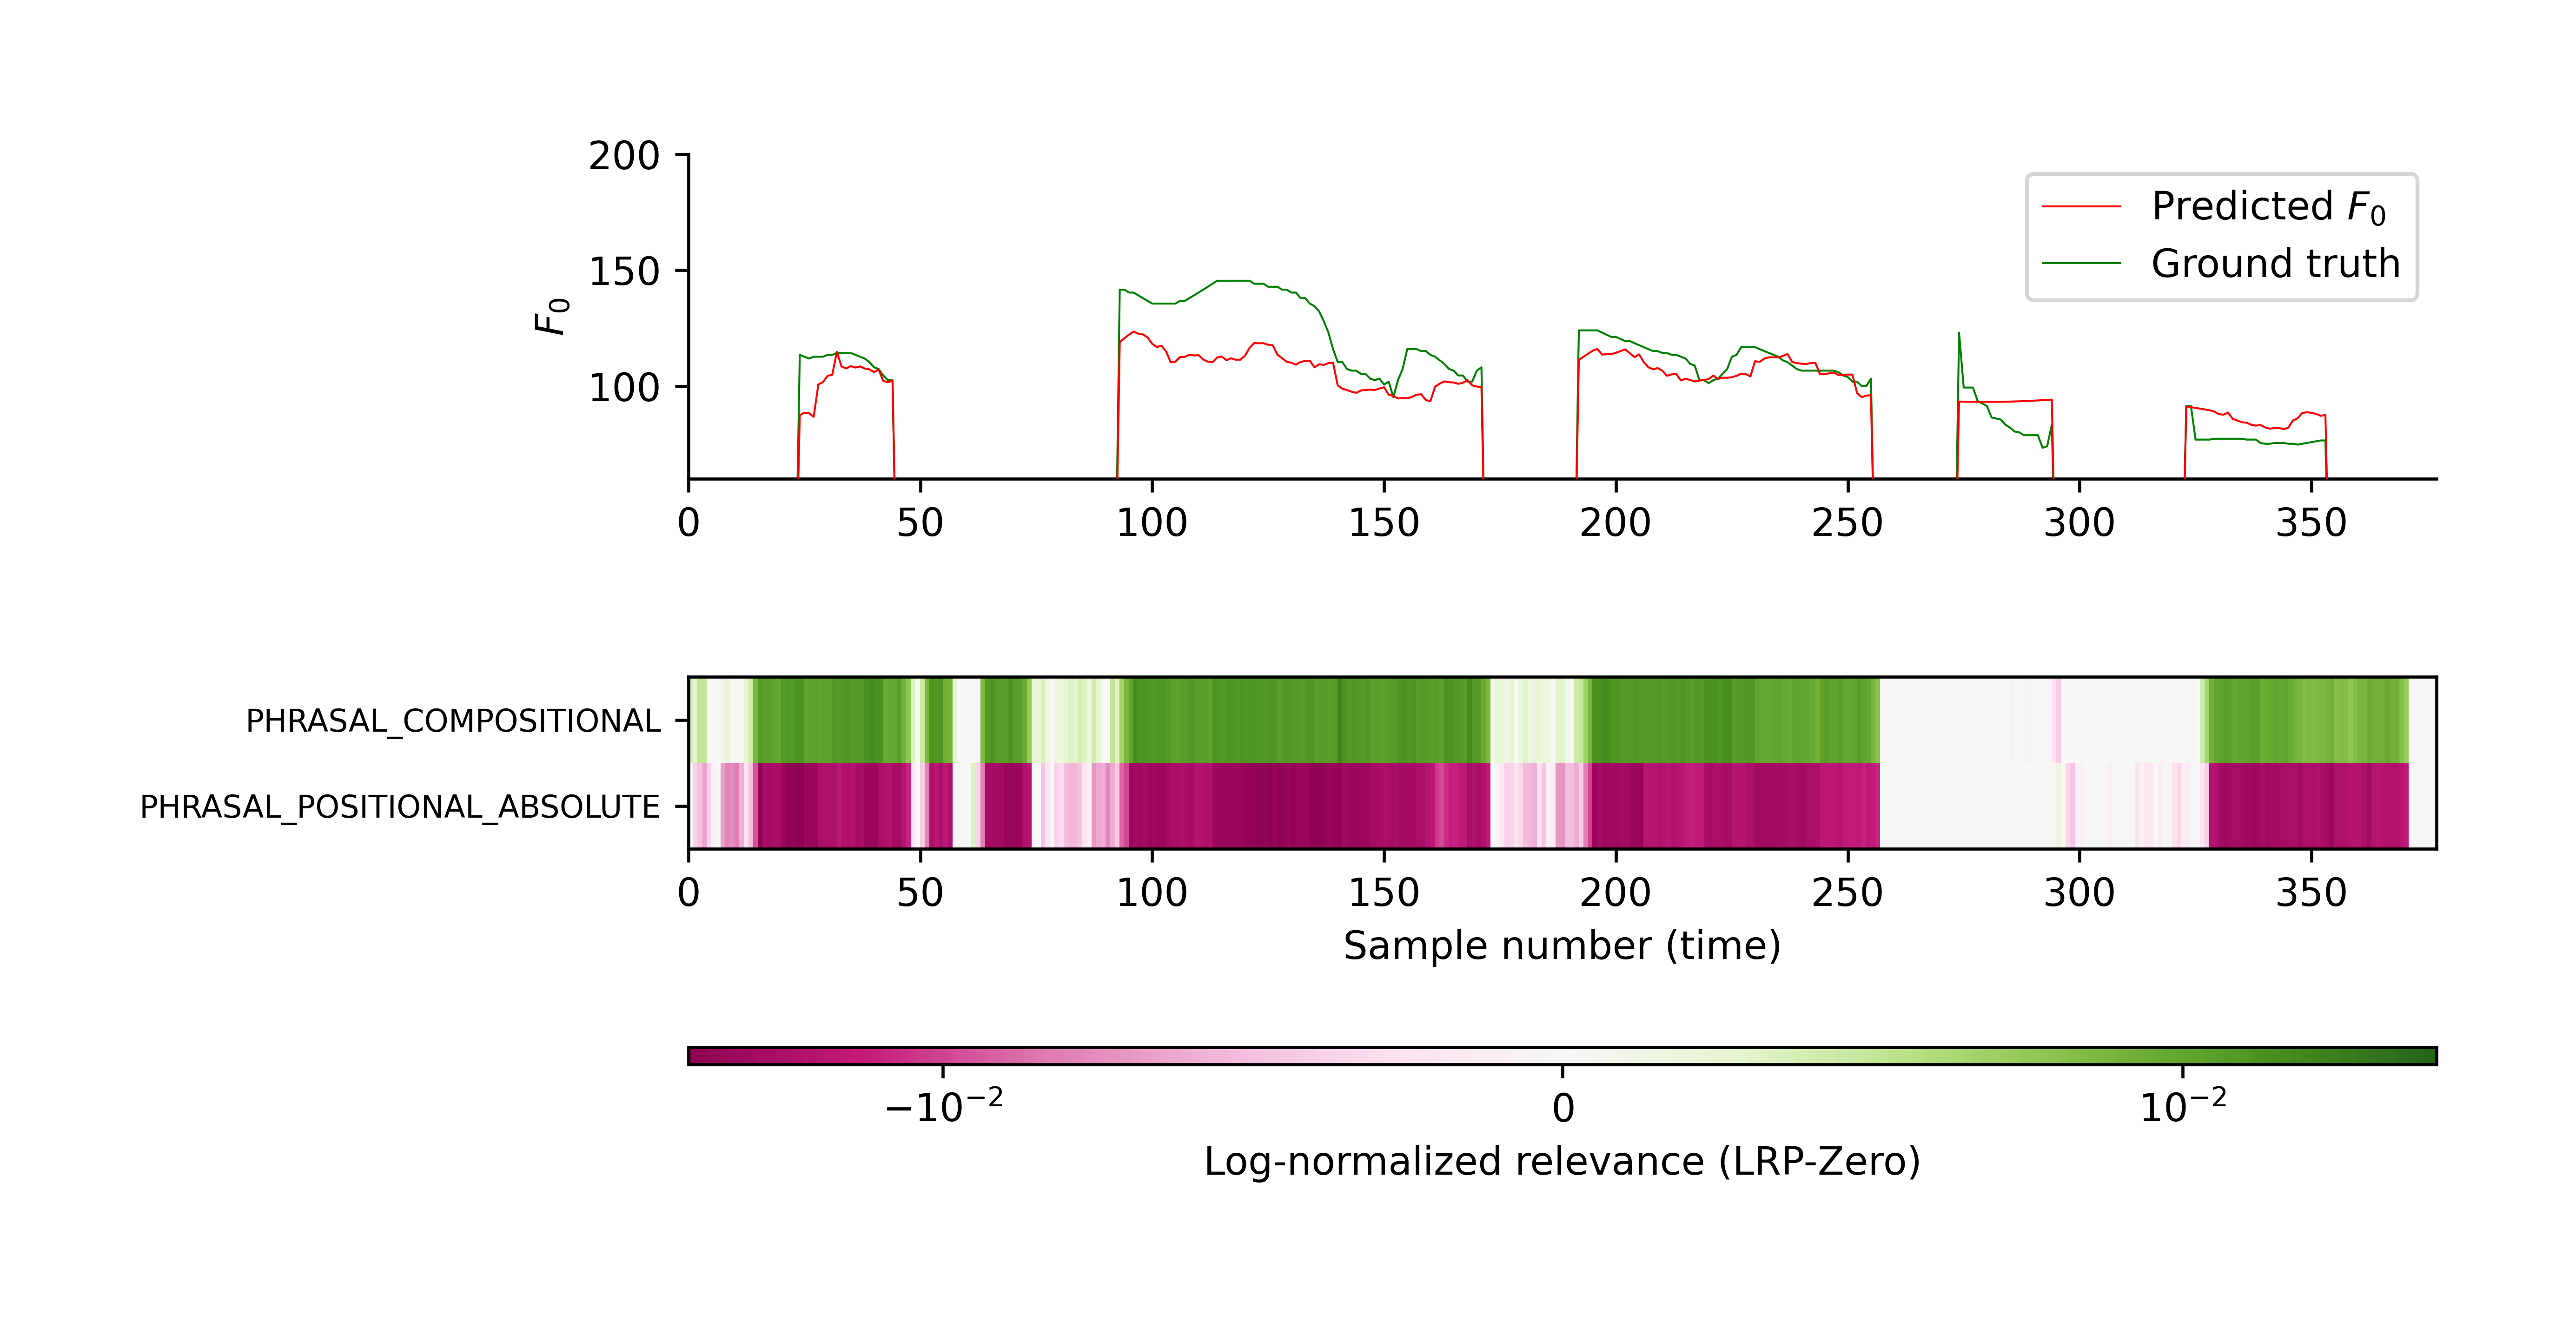 200
150
100
F₀
Predicted F₀
Ground truth
0 50 100 150 200 250 300 350
PHRASAL_COMPOSITIONAL
PHRASAL_POSITIONAL_ABSOLUTE
0 50 100 150 200 250 300 350
Sample number (time)
−10⁻² 0 10⁻²
Log-normalized relevance (LRP-Zero)